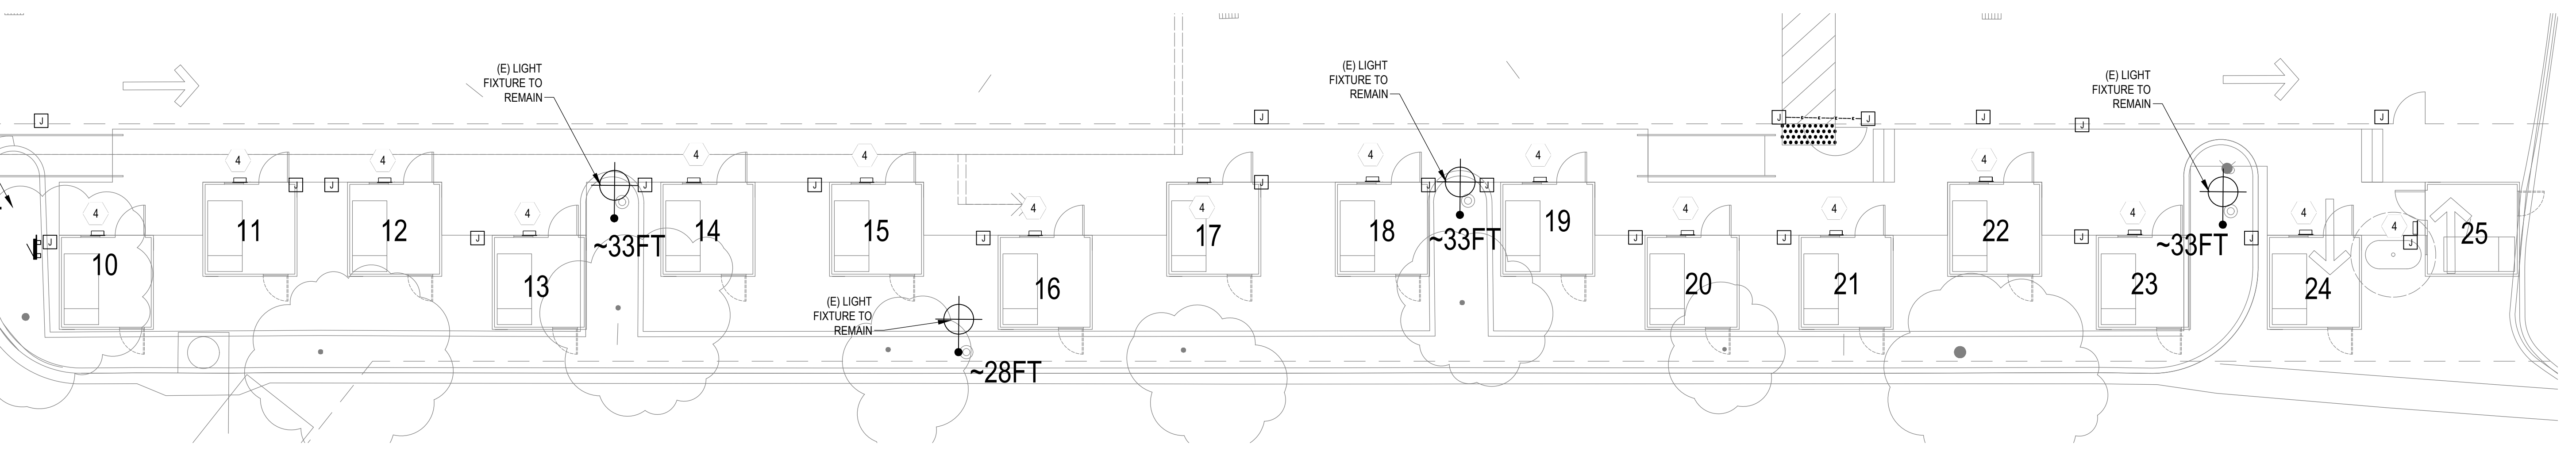 (E) LIGHT
FIXTURE TO
REMAIN
(E) LIGHT
FIXTURE TO
REMAIN
(E) LIGHT
FIXTURE TO
REMAIN
J
J
J
J
J
J
J
4
4
4
4
4
4
4
J
J
J
J
J
J
J
4
4
4
4
4
4
4
4
4
11
12
14
15
17
18
19
22
25
~33FT
~33FT
~33FT
J
J
J
J
J
J
J
J
10
13
16
20
21
23
24
(E) LIGHT
FIXTURE TO
REMAIN
~28FT